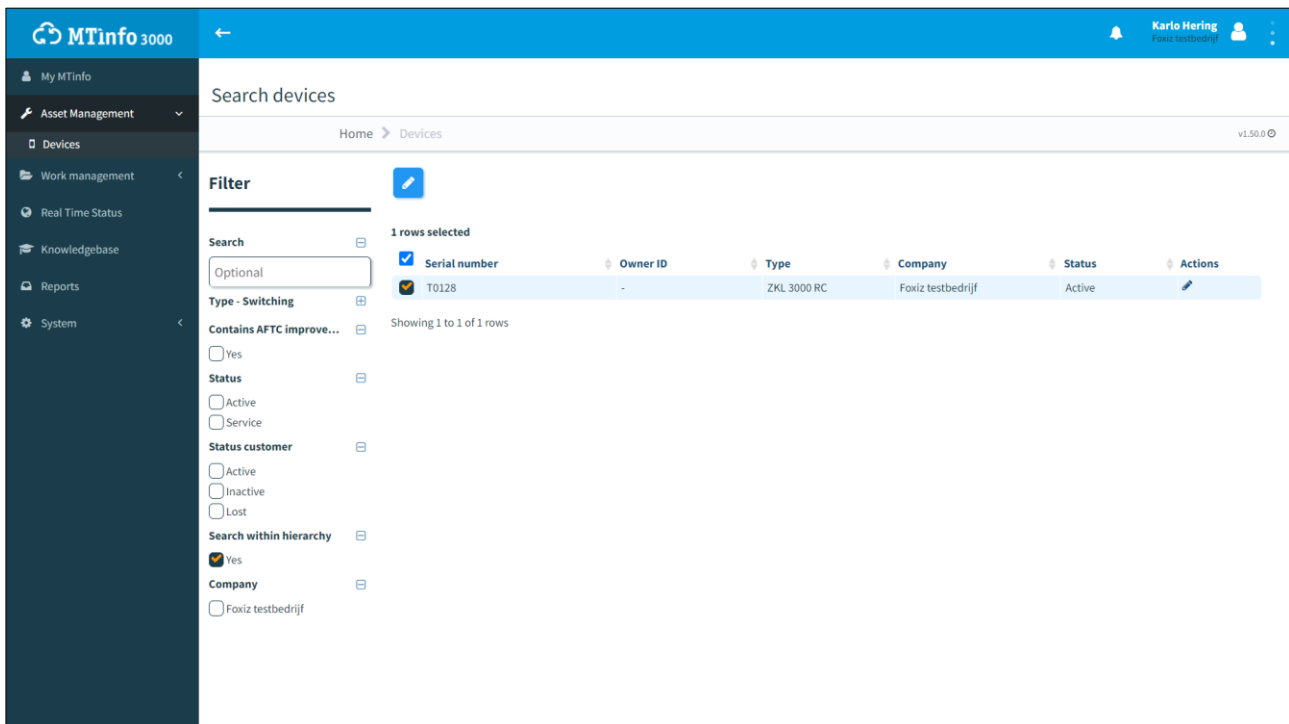 MTinfo 3000
Karlo Hering
Foxiz testbedrijf
My MTinfo
Asset Management
Devices
Work management
Real Time Status
Knowledgebase
Reports
System
Search devices
Home Devices
v1.50.0
Filter
Search
Optional
Type - Switching
Contains AFTC improve...
Yes
Status
Active
Service
Status customer
Active
Inactive
Lost
Search within hierarchy
Yes
Company
Foxiz testbedrijf
1 rows selected
Serial number Owner ID Type Company Status Actions
T0128 - ZKL 3000 RC Foxiz testbedrijf Active
Showing 1 to 1 of 1 rows